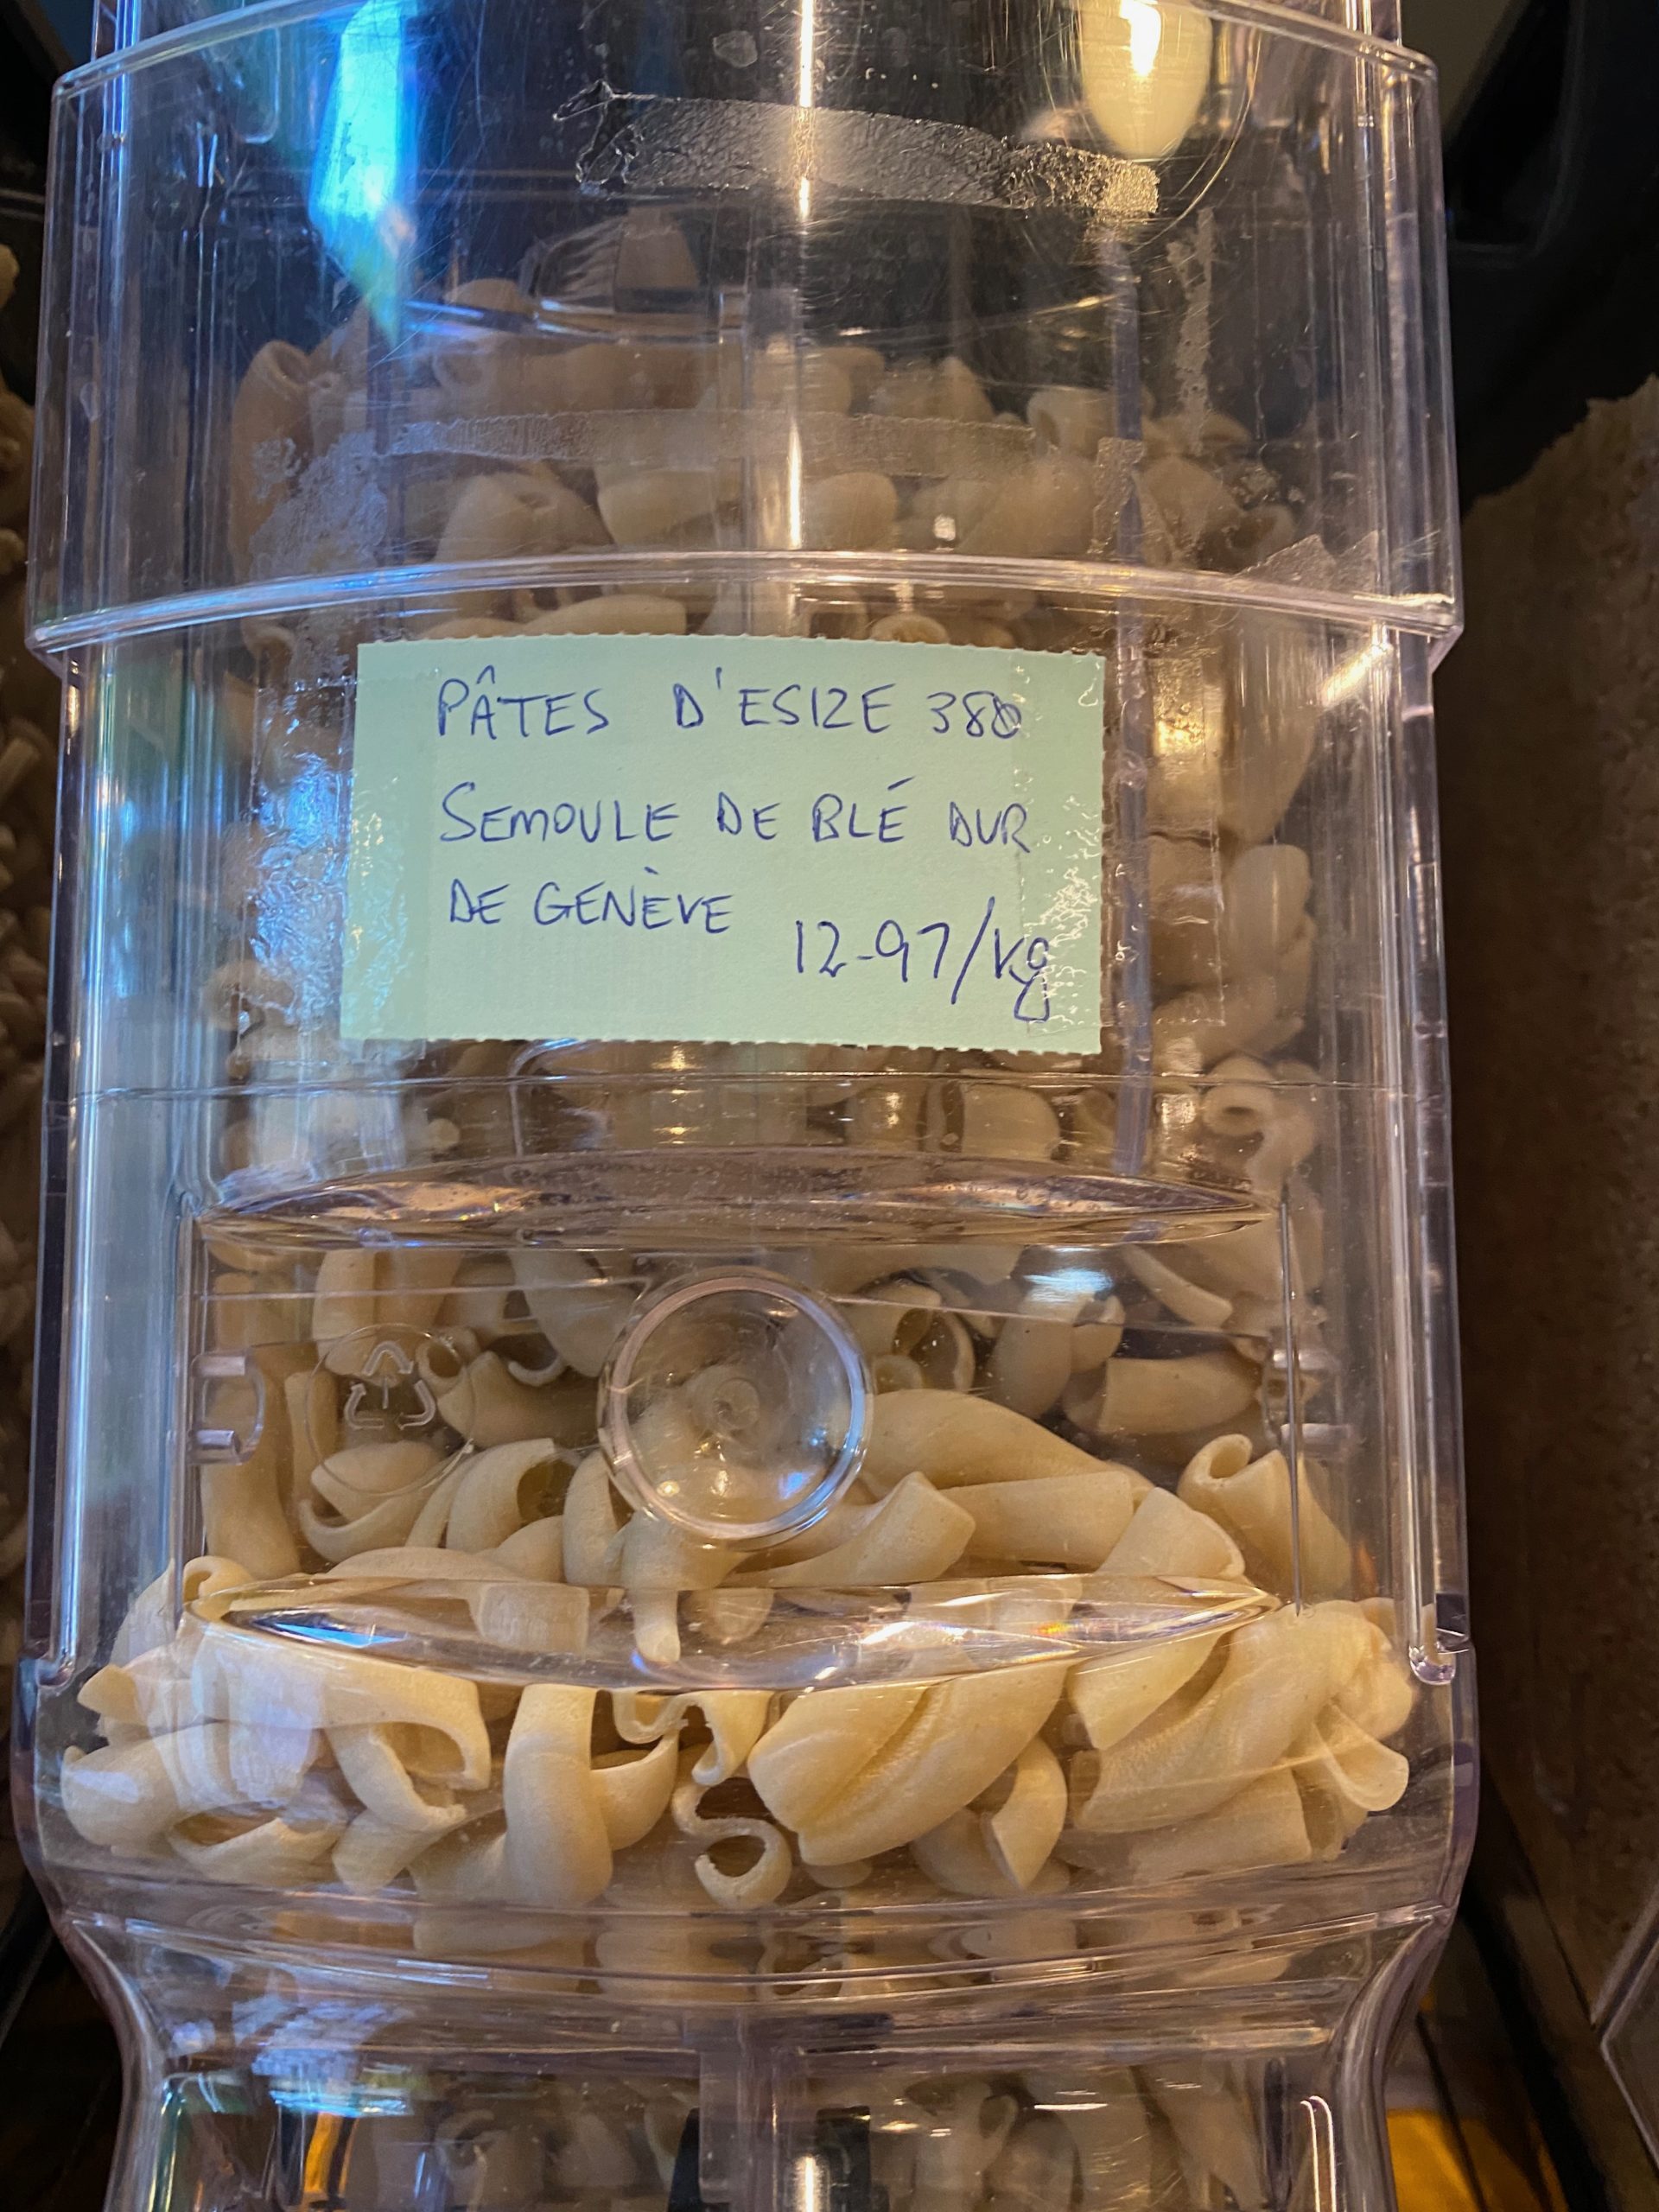 PÂTES D'ESIZE 380
SEMOULE DE BLÉ DUR
DE GENÈVE
12.-97/kg